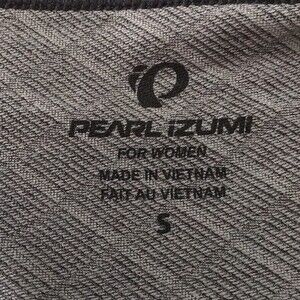 PEARL iZUMi
FOR WOMEN
MADE IN VIETNAM
FAIT AU VIETNAM
S